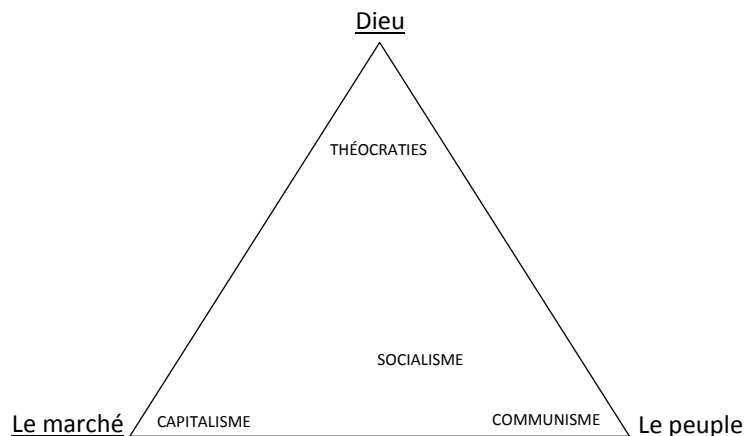 Dieu
THÉOCRATIES
SOCIALISME
Le marché
CAPITALISME
COMMUNISME
Le peuple